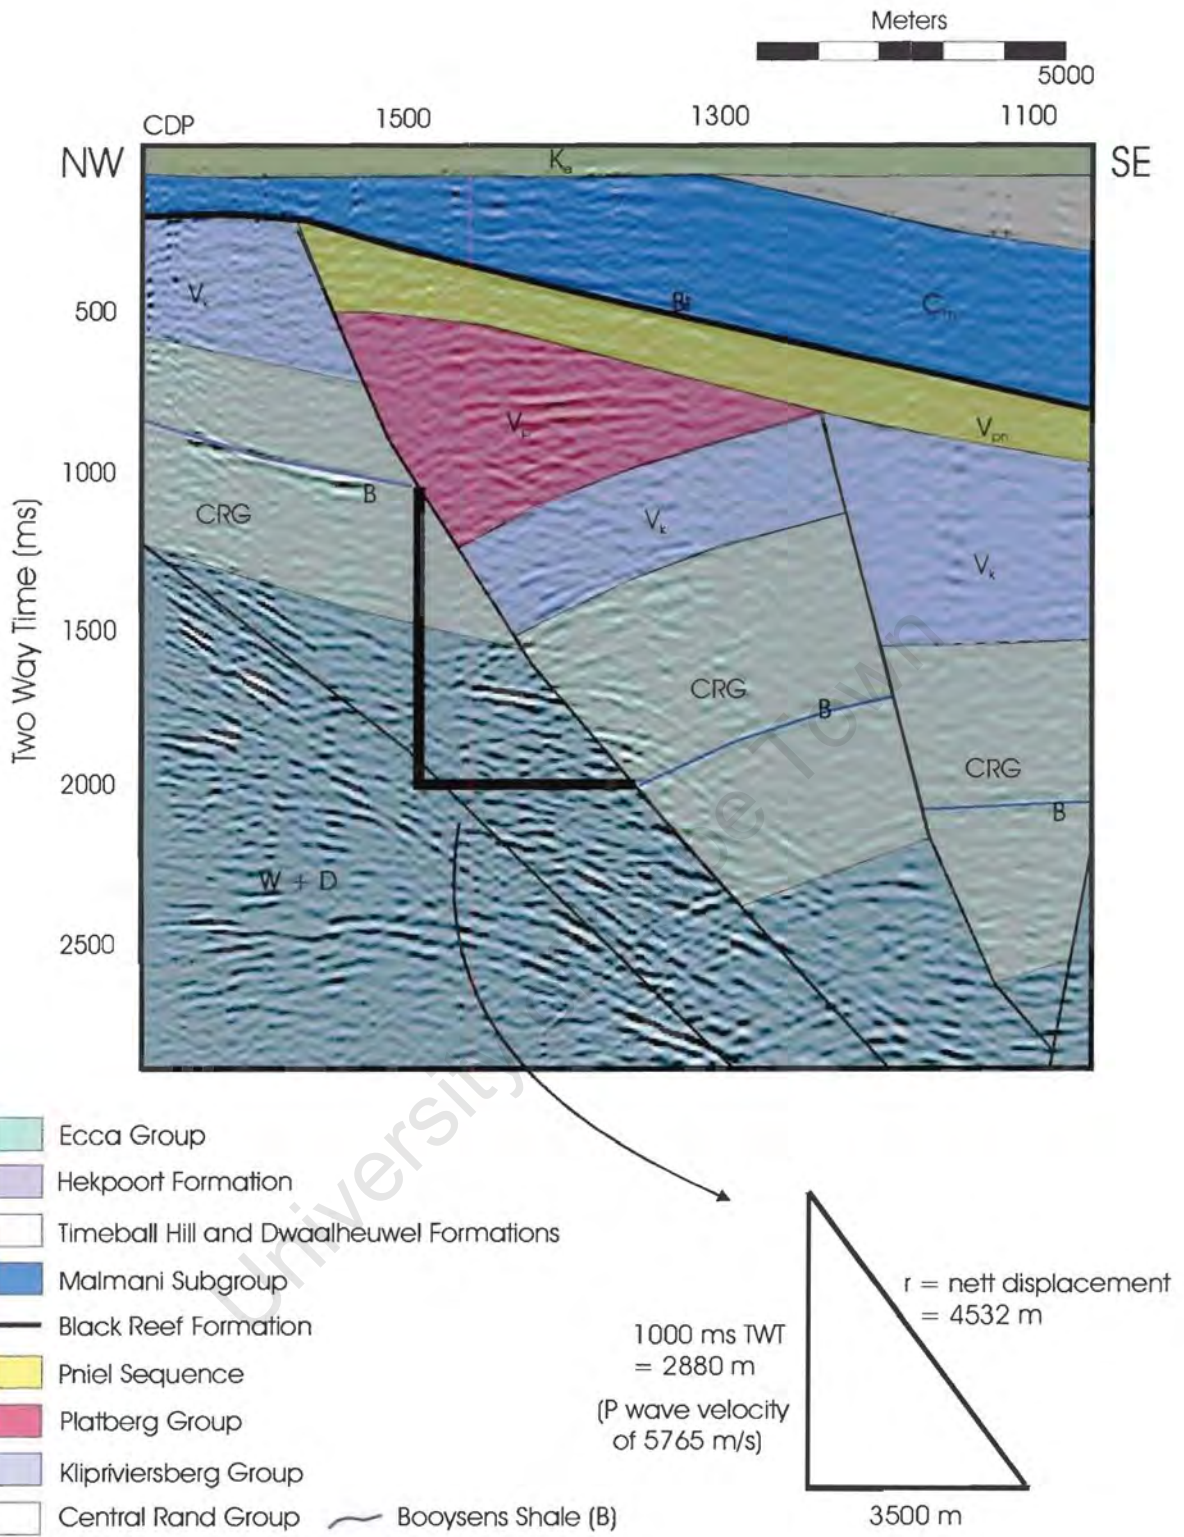 Meters
5000
CDP 1500 1300 1100
NW SE
Two Way Time (ms)
500
1000
1500
2000
2500
Bf
Cm
Vk
Vpn
B
CRG
Vk
Vk
CRG
B
CRG
B
W + D
University
Town
Ecca Group
Hekpoort Formation
Timeball Hill and Dwaalheuwel Formations
Malmani Subgroup
Black Reef Formation
Pniel Sequence
Platberg Group
Klipriviersberg Group
Central Rand Group Booysens Shale (B)
r = nett displacement
= 4532 m
1000 ms TWT
= 2880 m
(P wave velocity
of 5765 m/s)
3500 m